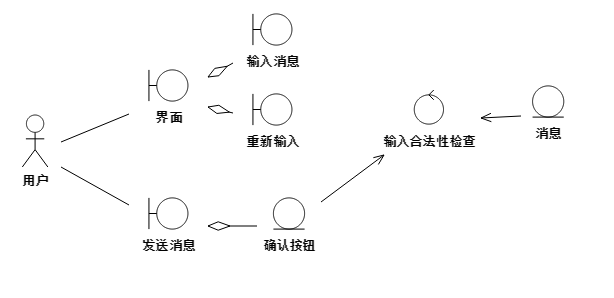 输入消息
界面
重新输入
输入合法性检查
消息
用户
发送消息
确认按钮